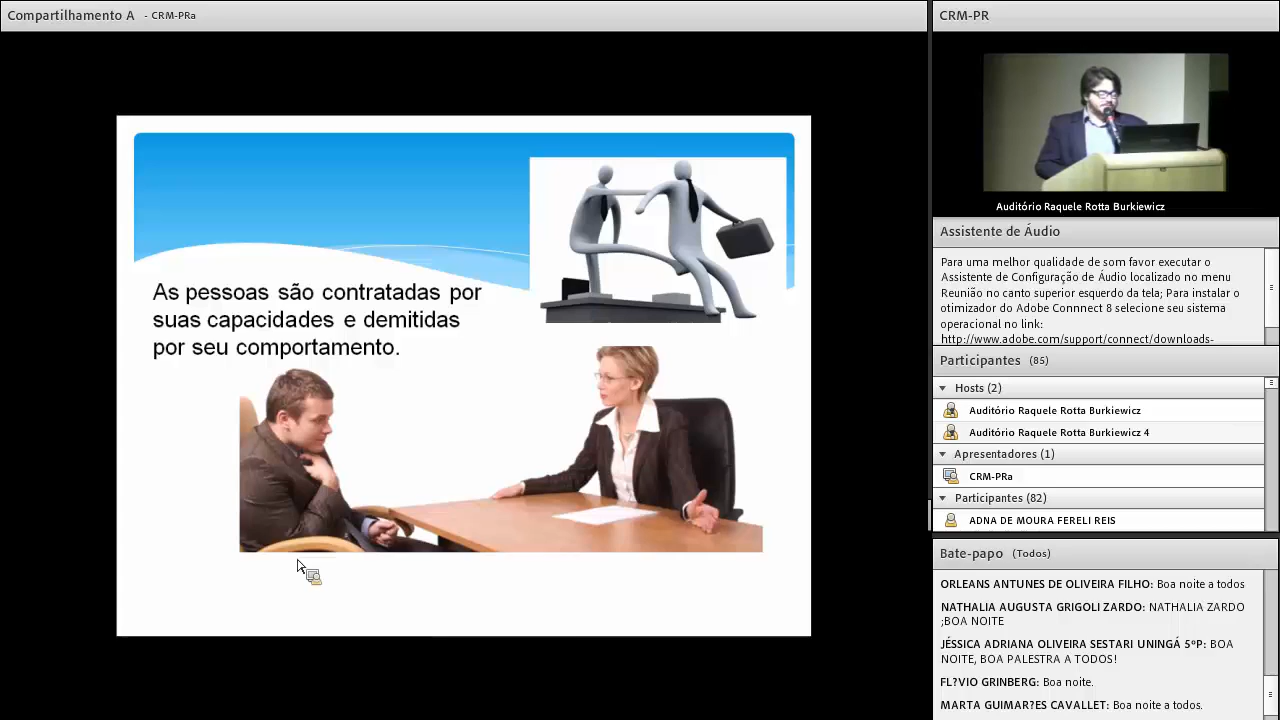 Compartilhamento A - CRM-PRa
As pessoas são contratadas por
suas capacidades e demitidas
por seu comportamento.
CRM-PR
Auditório Raquele Rotta Burkiewicz
Assistente de Áudio
Para uma melhor qualidade de som favor executar o
Assistente de Configuração de Áudio localizado no menu
Reunião no canto superior esquerdo da tela; Para instalar o
otimizador do Adobe Connnect 8 selecione seu sistema
operacional no link:
http://www.adobe.com/support/connect/downloads-
Participantes (85)
Hosts (2)
Auditório Raquele Rotta Burkiewicz
Auditório Raquele Rotta Burkiewicz 4
Apresentadores (1)
CRM-PRa
Participantes (82)
ADNA DE MOURA FERELI REIS
Bate-papo (Todos)
ORLEANS ANTUNES DE OLIVEIRA FILHO: Boa noite a todos
NATHALIA AUGUSTA GRIGOLI ZARDO: NATHALIA ZARDO
;BOA NOITE
JÉSSICA ADRIANA OLIVEIRA SESTARI UNINGÁ 5ºP: BOA
NOITE, BOA PALESTRA A TODOS!
FL?VIO GRINBERG: Boa noite.
MARTA GUIMAR?ES CAVALLET: Boa noite a todos.